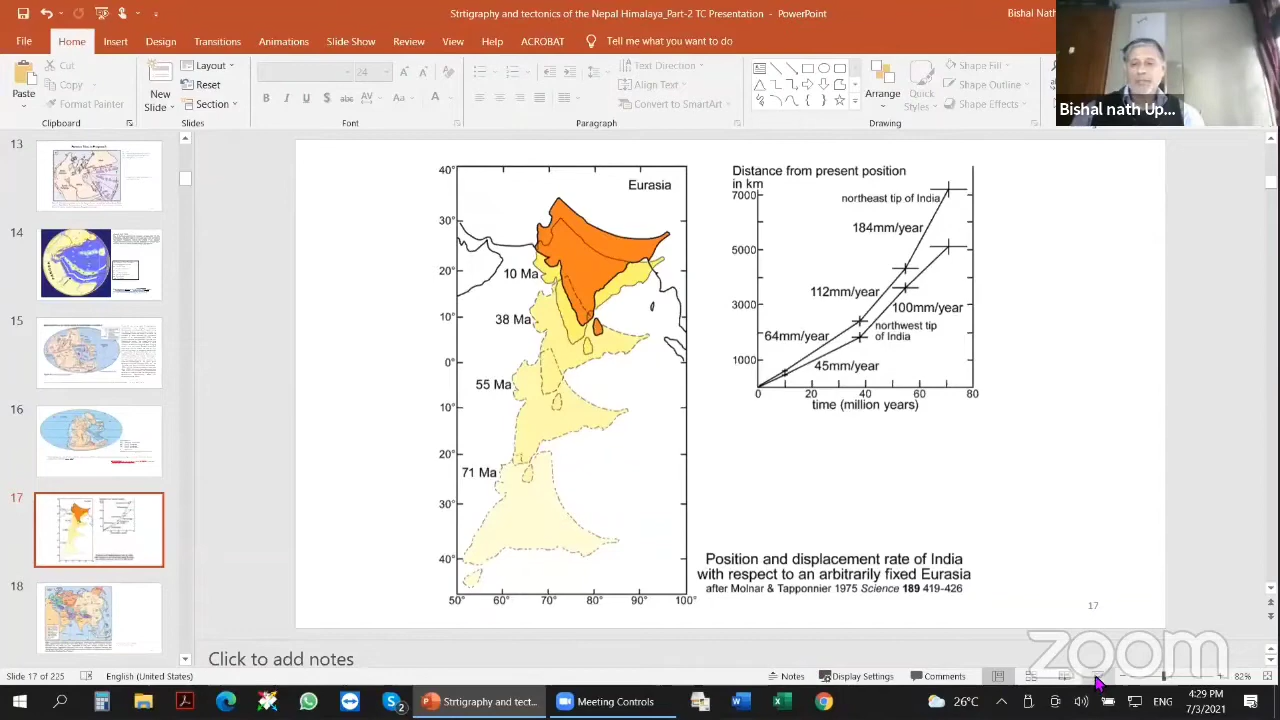 Strtigraphy and tectonics of the Nepal Himalaya_Part-2 TC Presentation - PowerPoint
Bishal Nath
File Home Insert Design Transitions Animations Slide Show Review View Help ACROBAT Tell me what you want to do
Paste
Cut
Copy
Format Painter
Clipboard
New
Slide
Layout
Reset
Section
Slides
24
B I U S abc AV Aa
Font
Text Direction
Align Text
Convert to SmartArt
Paragraph
Arrange
Quick
Styles
Shape Fill
Shape Outline
Shape Effects
Drawing
Bishal nath Up...
13
14
15
16
17
18
40°
30°
20°
10°
0°
10°
20°
30°
40°
50° 60° 70° 80° 90° 100°
Eurasia
10 Ma
38 Ma
55 Ma
71 Ma
Distance from present position
in km
7000
5000
3000
1000
northeast tip of India
184mm/year
112mm/year
100mm/year
64mm/year
northwest tip
of India
45mm/year
0 20 40 60 80
time (million years)
Position and displacement rate of India
with respect to an arbitrarily fixed Eurasia
after Molnar & Tapponnier 1975 Science 189 419-426
17
zoom
Click to add notes
Slide 17 of 225
English (United States)
Notes
Display Settings
Comments
82%
Strtigraphy and tect...
Meeting Controls
26°C
ENG
4:29 PM
7/3/2021
2